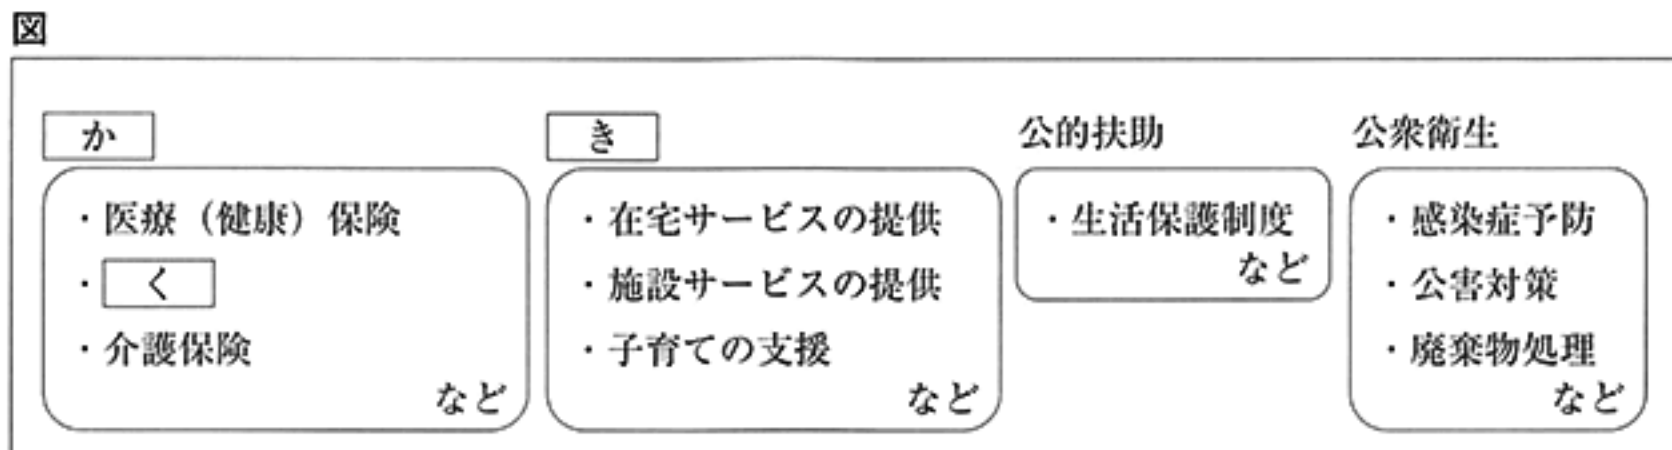 図
か
・医療（健康）保険
・く
・介護保険
など
き
・在宅サービスの提供
・施設サービスの提供
・子育ての支援
など
公的扶助
・生活保護制度
など
公衆衛生
・感染症予防
・公害対策
・廃棄物処理
など